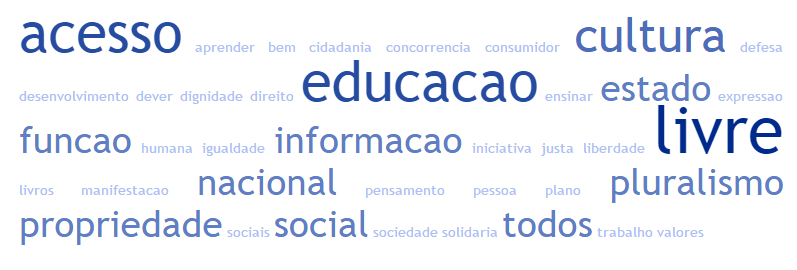 acesso aprender bem cidadania concorrencia consumidor cultura defesa
desenvolvimento dever dignidade direito educacao ensinar estado expressao
funcao humana igualdade informacao iniciativa justa liberdade livre
livros manifestacao nacional pensamento pessoa plano pluralismo
propriedade sociais social sociedade solidaria todos trabalho valores